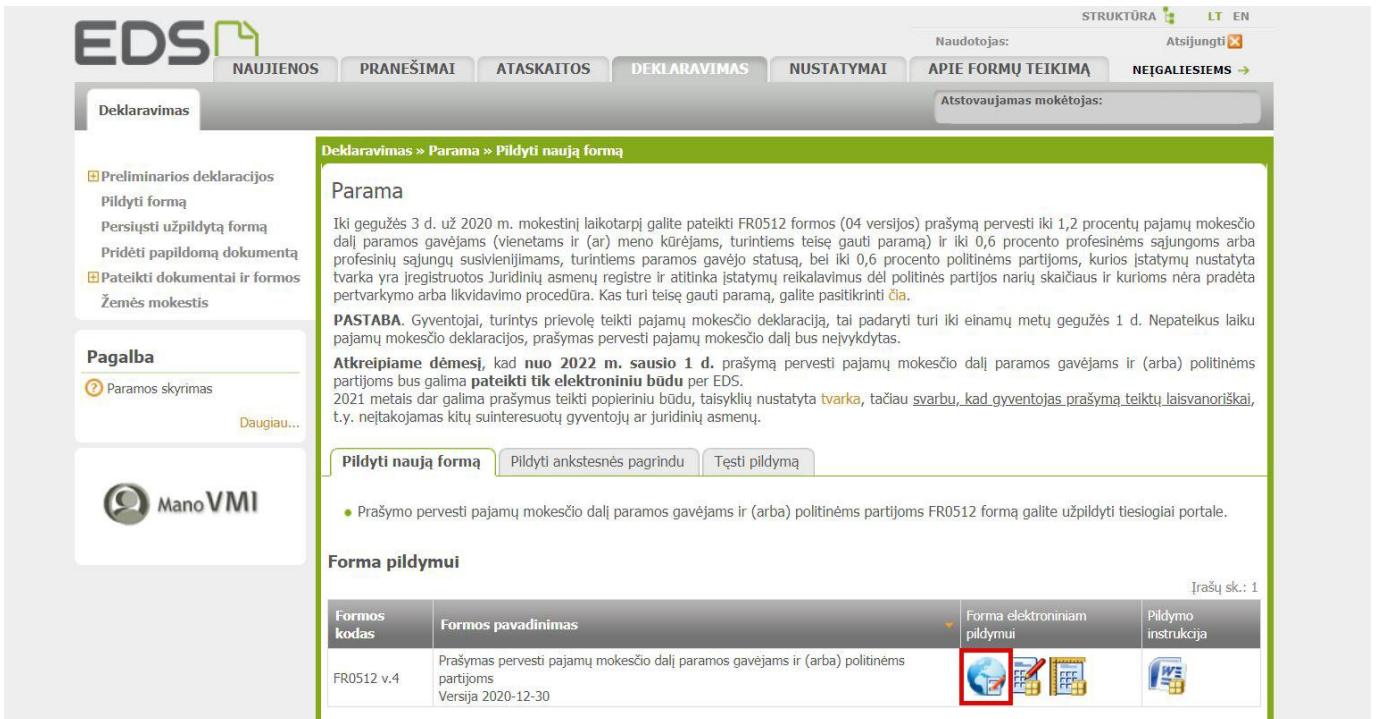 STRUKTŪRA LT EN
EDS
Naudotojas: Atsijungti
NAUJIENOS PRANEŠIMAI ATASKAITOS DEKLARAVIMAS NUSTATYMAI APIE FORMŲ TEIKIMĄ NEĮGALIESIEMS →
Deklaravimas
Atstovaujamas mokėtojas:
Preliminarios deklaracijos
Pildyti formą
Persiųsti užpildytą formą
Pridėti papildomą dokumentą
Pateikti dokumentai ir formos
Žemės mokestis
Pagalba
Paramos skyrimas
Daugiau...
Mano VMI
Deklaravimas » Parama » Pildyti naują formą
Parama
Iki gegužės 3 d. už 2020 m. mokestinį laikotarpį galite pateikti FR0512 formos (04 versijos) prašymą pervesti iki 1,2 procentų pajamų mokesčio
dalį paramos gavėjams (vienetams ir (ar) meno kūrėjams, turintiems teisę gauti paramą) ir iki 0,6 procento profesinėms sąjungoms arba
profesinių sąjungų susivienijimams, turintiems paramos gavėjo statusą, bei iki 0,6 procento politinėms partijoms, kurios įstatymų nustatyta
tvarka yra įregistruotos Juridinių asmenų registre ir atitinka įstatymų reikalavimus dėl politinės partijos narių skaičiaus ir kurioms nėra pradėta
pertvarkymo arba likvidavimo procedūra. Kas turi teisę gauti paramą, galite pasitikrinti čia.
PASTABA. Gyventojai, turintys prievolę teikti pajamų mokesčio deklaraciją, tai padaryti turi iki einamų metų gegužės 1 d. Nepateikus laiku
pajamų mokesčio deklaracijos, prašymas pervesti pajamų mokesčio dalį bus neįvykdytas.
Atkreipiame dėmesį, kad nuo 2022 m. sausio 1 d. prašymą pervesti pajamų mokesčio dalį paramos gavėjams ir (arba) politinėms
partijoms bus galima pateikti tik elektroniniu būdu per EDS.
2021 metais dar galima prašymus teikti popieriniu būdu, taisyklių nustatyta tvarka, tačiau svarbu, kad gyventojas prašymą teiktų laisvanoriškai,
t.y. neįtakojamas kitų suinteresuotų gyventojų ar juridinių asmenų.
Pildyti naują formą Pildyti ankstesnės pagrindu Tęsti pildymą
• Prašymo pervesti pajamų mokesčio dalį paramos gavėjams ir (arba) politinėms partijoms FR0512 formą galite užpildyti tiesiogiai portale.
Forma pildymui
Įrašų sk.: 1
Formos kodas Formos pavadinimas Forma elektroniniam pildymui Pildymo instrukcija
FR0512 v.4 Prašymas pervesti pajamų mokesčio dalį paramos gavėjams ir (arba) politinėms
partijoms
Versija 2020-12-30